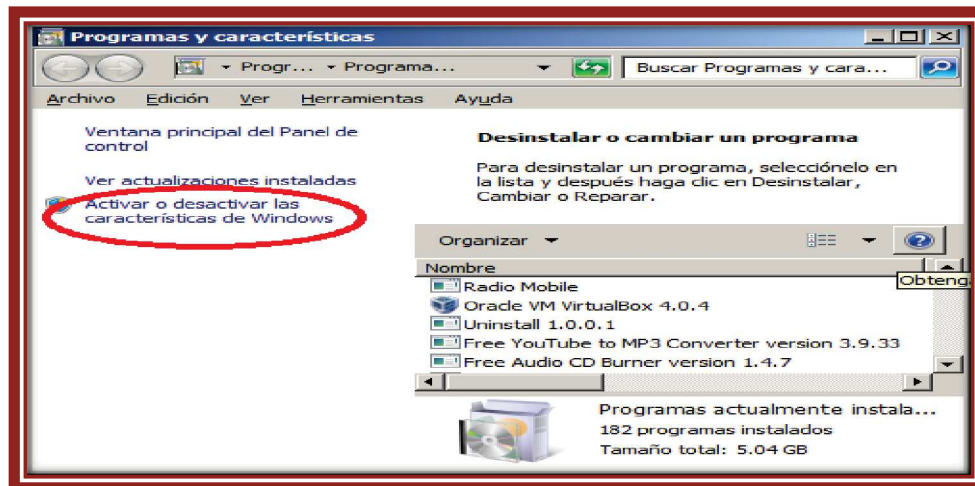 Programas y características
Progr... Programa...
Buscar Programas y cara...
Archivo Edición Ver Herramientas Ayuda
Ventana principal del Panel de
control
Ver actualizaciones instaladas
Activar o desactivar las
características de Windows
Desinstalar o cambiar un programa
Para desinstalar un programa, selecciónelo en
la lista y después haga clic en Desinstalar,
Cambiar o Reparar.
Organizar
Nombre
Obteng
Radio Mobile
Oracle VM VirtualBox 4.0.4
Uninstall 1.0.0.1
Free YouTube to MP3 Converter version 3.9.33
Free Audio CD Burner version 1.4.7
Programas actualmente instala...
182 programas instalados
Tamaño total: 5.04 GB